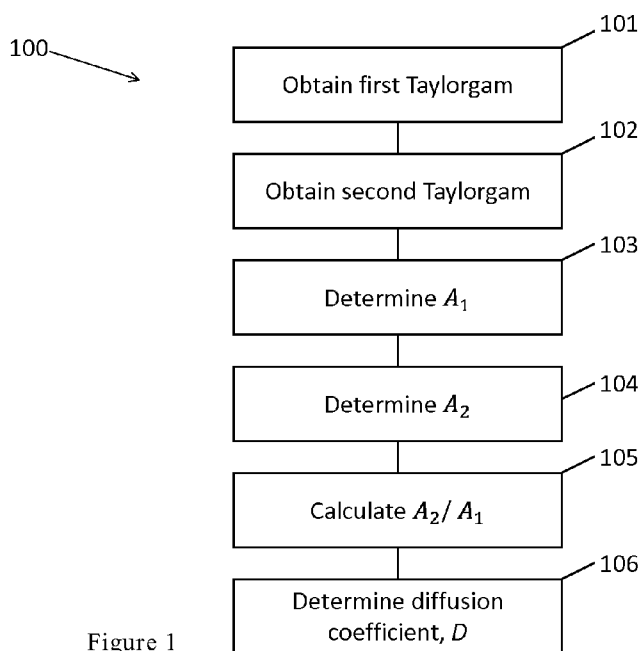 100
101
Obtain first Taylorgam
102
Obtain second Taylorgam
103
Determine A₁
104
Determine A₂
105
Calculate A₂/ A₁
106
Determine diffusion
coefficient, D
Figure 1